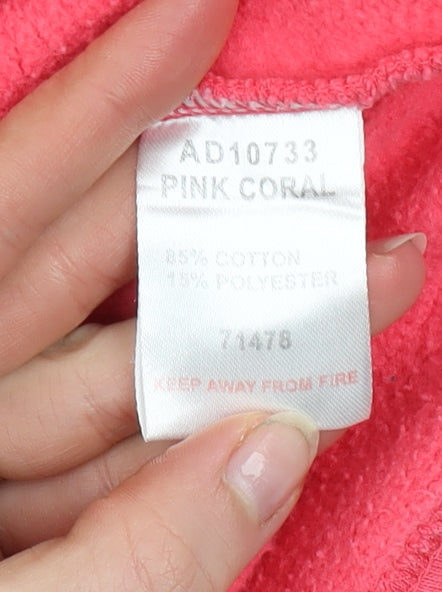 AD10733
PINK CORAL
85% COTTON
15% POLYESTER
71478
KEEP AWAY FROM FIRE